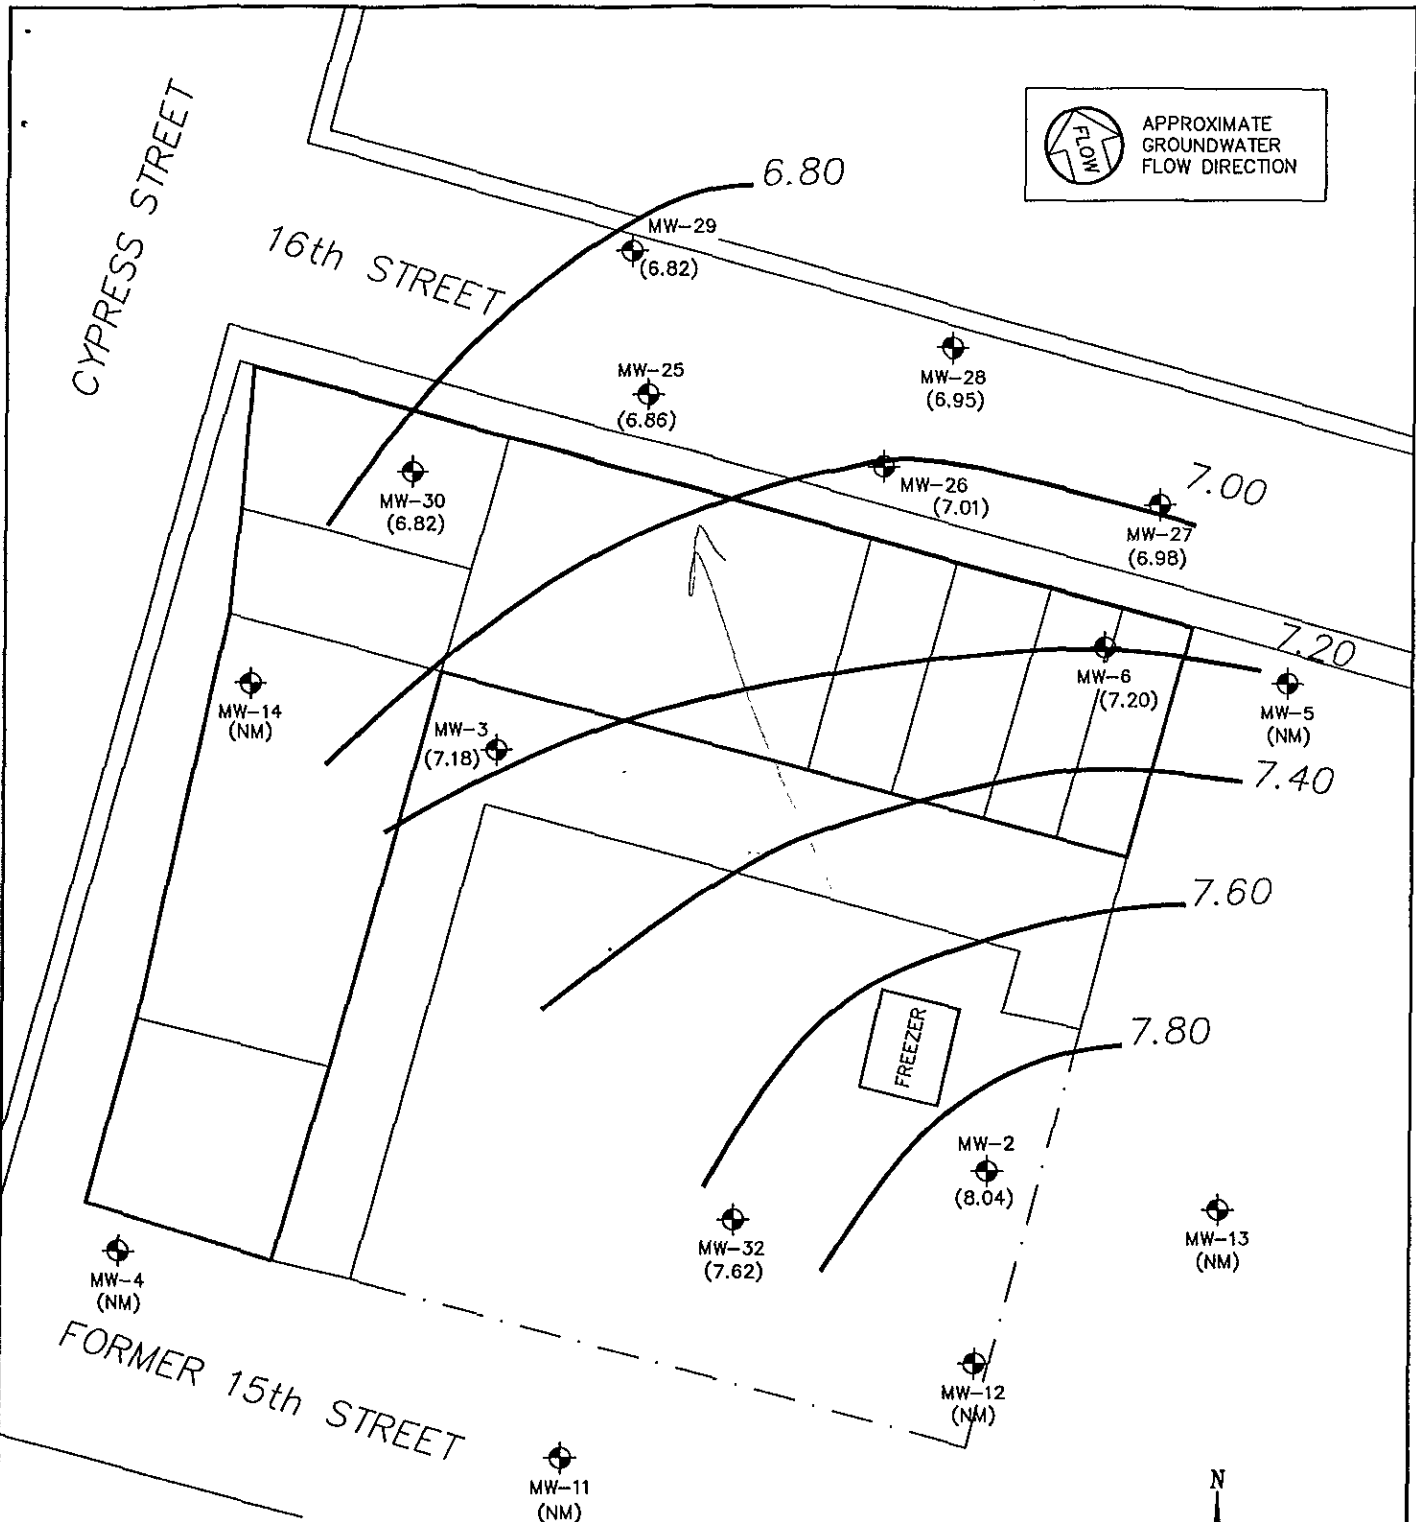 APPROXIMATE
GROUNDWATER
FLOW DIRECTION
FLOW
CYPRESS STREET
16th STREET
6.80
MW-29
(6.82)
MW-25
(6.86)
MW-28
(6.95)
MW-30
(6.82)
MW-26
(7.01)
7.00
MW-27
(6.98)
7.20
MW-6
(7.20)
MW-5
(NM)
MW-14
(NM)
MW-3
(7.18)
7.40
7.60
FREEZER
7.80
MW-2
(8.04)
MW-32
(7.62)
MW-13
(NM)
MW-4
(NM)
FORMER 15th STREET
MW-12
(NM)
MW-11
(NM)
N